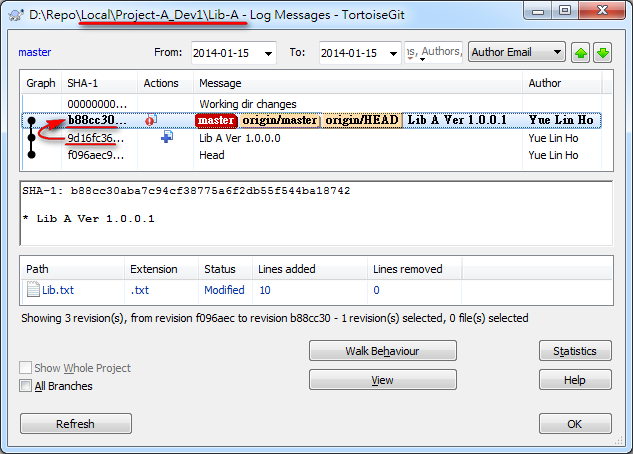 D:\Repo\Local\Project-A_Dev1\Lib-A - Log Messages - TortoiseGit
master From: 2014-01-15 To: 2014-01-15 Authors, Author Email
Graph SHA-1 Actions Message Author
00000000... Working dir changes
b88cc30... master origin/master origin/HEAD Lib A Ver 1.0.0.1 Yue Lin Ho
9d16fc36... Lib A Ver 1.0.0.0 Yue Lin Ho
f096aec9... Head Yue Lin Ho
SHA-1: b88cc30aba7c94cf38775a6f2db55f544ba18742
* Lib A Ver 1.0.0.1
Path Extension Status Lines added Lines removed
Lib.txt .txt Modified 10 0
Showing 3 revision(s), from revision f096aec to revision b88cc30 - 1 revision(s) selected, 0 file(s) selected
Walk Behaviour Statistics
Show Whole Project
View Help
All Branches
Refresh OK